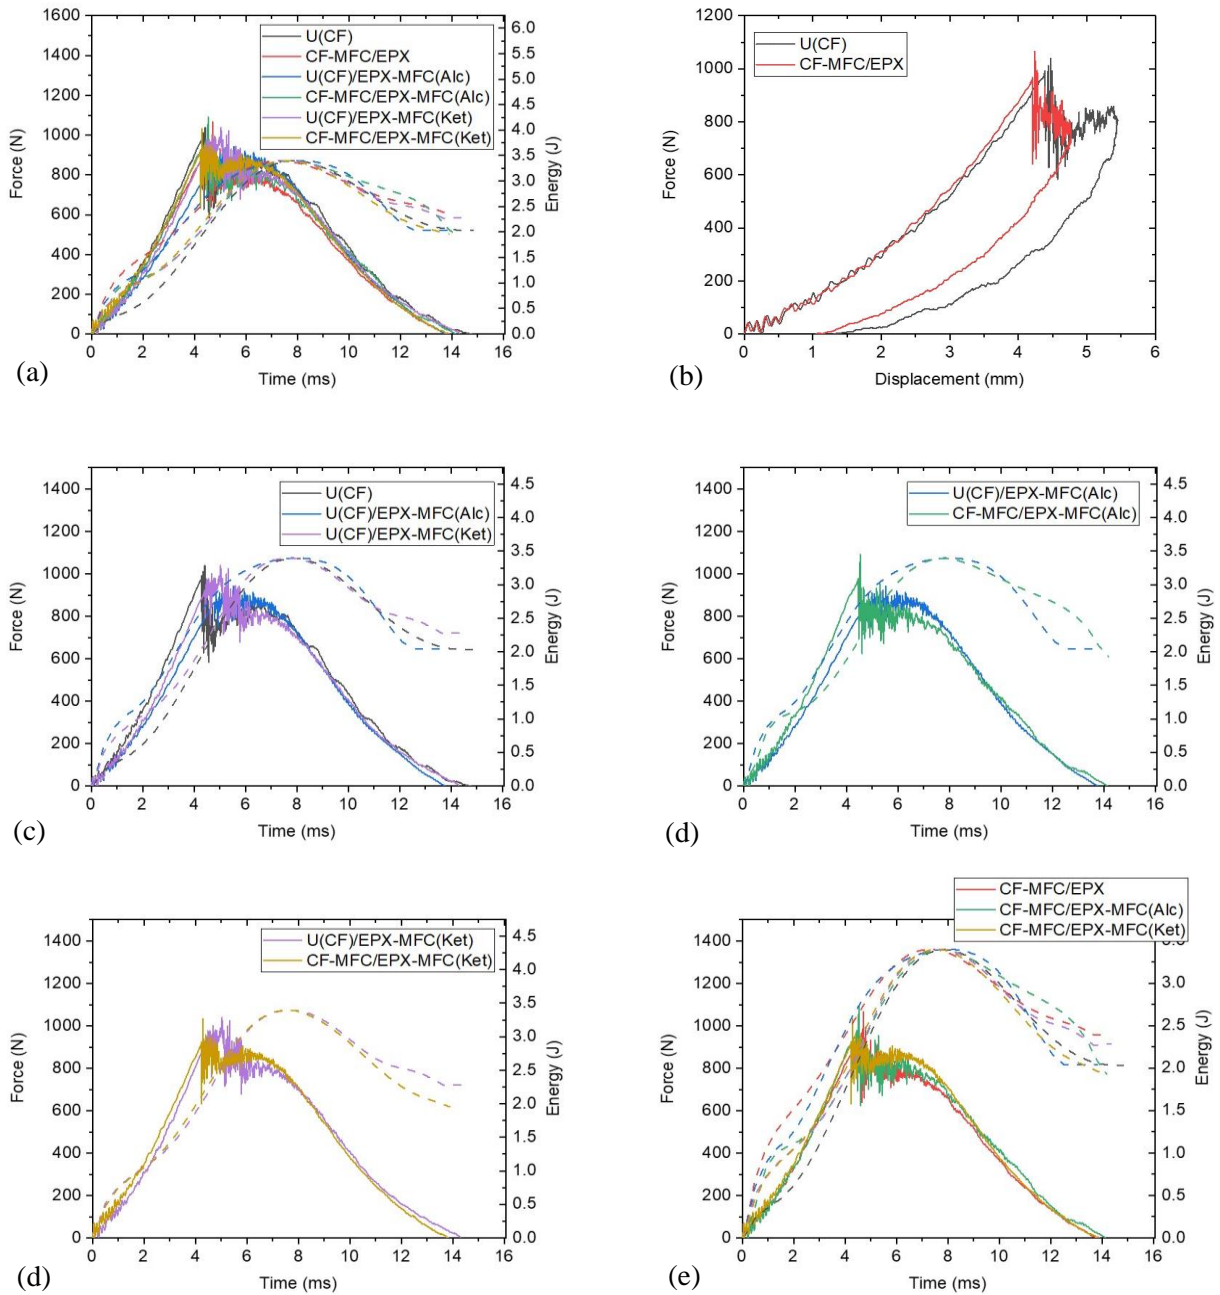 U(CF)
CF-MFC/EPX
U(CF)/EPX-MFC(Alc)
CF-MFC/EPX-MFC(Alc)
U(CF)/EPX-MFC(Ket)
CF-MFC/EPX-MFC(Ket)
1600
1400
1200
1000
800
600
400
200
0
Force (N)
6.0
5.5
5.0
4.5
4.0
3.5
3.0
2.5
2.0
1.5
1.0
0.5
0.0
Energy (J)
0 2 4 6 8 10 12 14 16
Time (ms)
(a)
U(CF)
CF-MFC/EPX
1200
1000
800
600
400
200
0
Force (N)
0 1 2 3 4 5 6
Displacement (mm)
(b)
U(CF)
U(CF)/EPX-MFC(Alc)
U(CF)/EPX-MFC(Ket)
1400
1200
1000
800
600
400
200
0
Force (N)
4.5
4.0
3.5
3.0
2.5
2.0
1.5
1.0
0.5
0.0
Energy (J)
0 2 4 6 8 10 12 14 16
Time (ms)
(c)
U(CF)/EPX-MFC(Alc)
CF-MFC/EPX-MFC(Alc)
1400
1200
1000
800
600
400
200
0
Force (N)
4.5
4.0
3.5
3.0
2.5
2.0
1.5
1.0
0.5
0.0
Energy (J)
0 2 4 6 8 10 12 14 16
Time (ms)
(d)
U(CF)/EPX-MFC(Ket)
CF-MFC/EPX-MFC(Ket)
1400
1200
1000
800
600
400
200
0
Force (N)
4.5
4.0
3.5
3.0
2.5
2.0
1.5
1.0
0.5
0.0
Energy (J)
0 2 4 6 8 10 12 14 16
Time (ms)
(d)
CF-MFC/EPX
CF-MFC/EPX-MFC(Alc)
CF-MFC/EPX-MFC(Ket)
1400
1200
1000
800
600
400
200
0
Force (N)
3.0
2.5
2.0
1.5
1.0
0.5
0.0
Energy (J)
0 2 4 6 8 10 12 14 16
Time (ms)
(e)